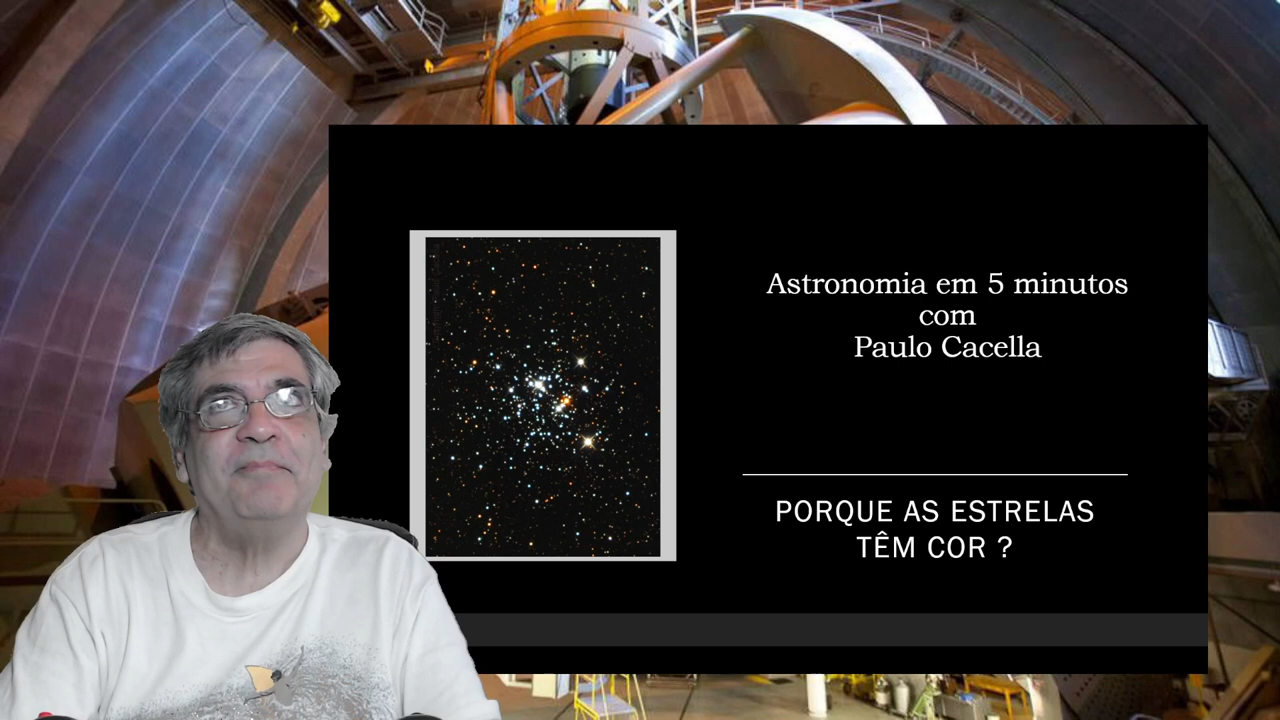 Astronomia em 5 minutos
com
Paulo Cacella
PORQUE AS ESTRELAS
TÊM COR ?